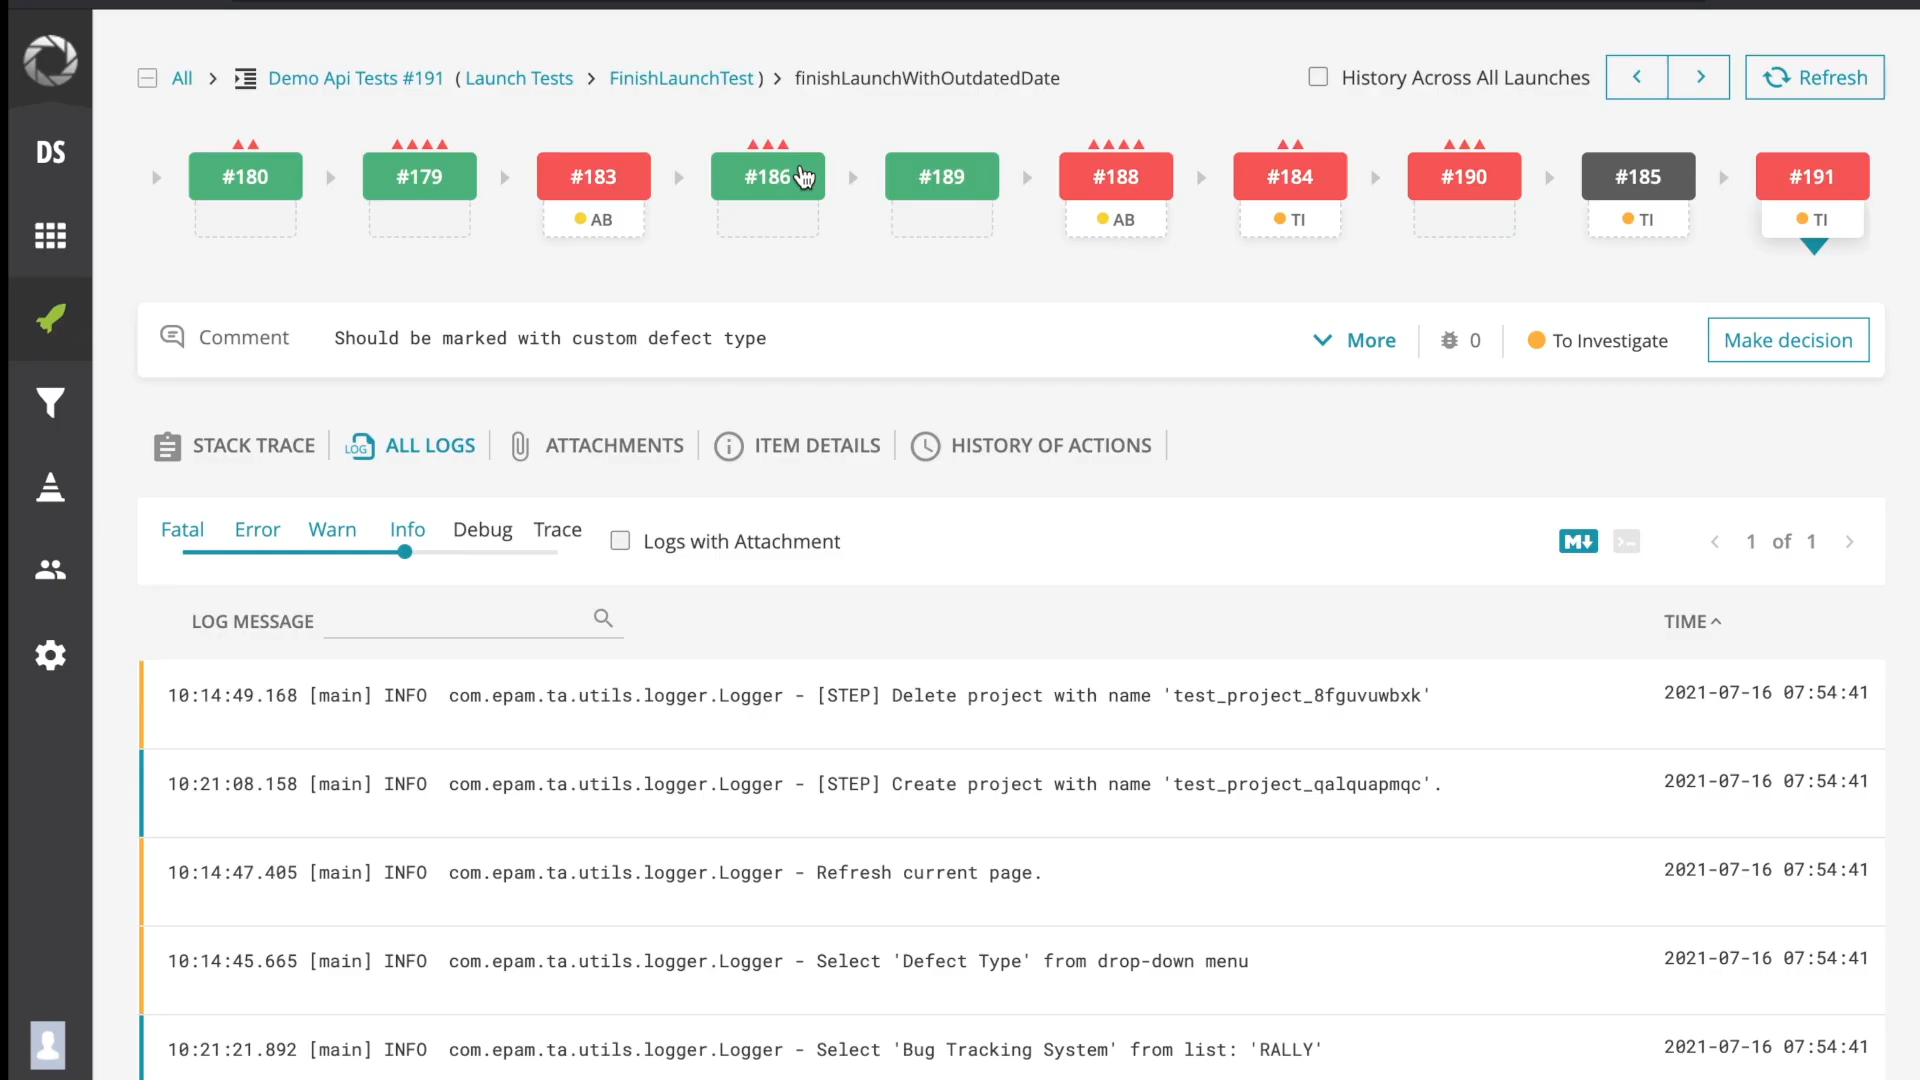 DS
All > Demo Api Tests #191 ( Launch Tests > FinishLaunchTest ) > finishLaunchWithOutdatedDate
History Across All Launches
Refresh
#180 #179 #183 #186 #189 #188 #184 #190 #185 #191
AB AB TI TI TI
Comment Should be marked with custom defect type
More 0 To Investigate Make decision
STACK TRACE LOG ALL LOGS ATTACHMENTS ITEM DETAILS HISTORY OF ACTIONS
Fatal Error Warn Info Debug Trace Logs with Attachment M 1 of 1
LOG MESSAGE TIME
10:14:49.168 [main] INFO com.epam.ta.utils.logger.Logger - [STEP] Delete project with name 'test_project_8fguvuwbxk' 2021-07-16 07:54:41
10:21:08.158 [main] INFO com.epam.ta.utils.logger.Logger - [STEP] Create project with name 'test_project_qalquapmqc'. 2021-07-16 07:54:41
10:14:47.405 [main] INFO com.epam.ta.utils.logger.Logger - Refresh current page. 2021-07-16 07:54:41
10:14:45.665 [main] INFO com.epam.ta.utils.logger.Logger - Select 'Defect Type' from drop-down menu 2021-07-16 07:54:41
10:21:21.892 [main] INFO com.epam.ta.utils.logger.Logger - Select 'Bug Tracking System' from list: 'RALLY' 2021-07-16 07:54:41